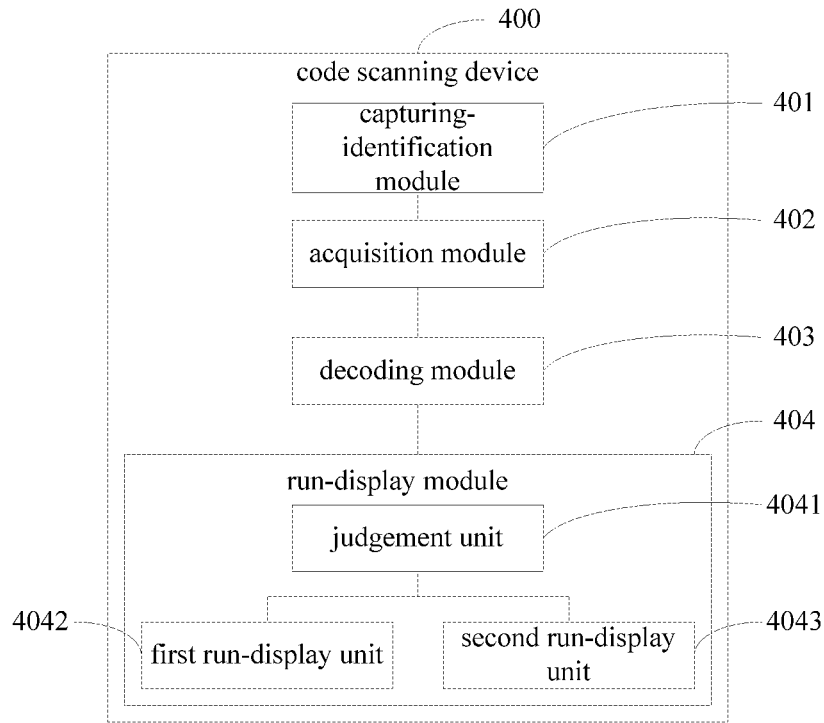 400
code scanning device
capturing-
identification
module
401
acquisition module
402
decoding module
403
404
run-display module
judgement unit
4041
4042
first run-display unit
second run-display
unit
4043